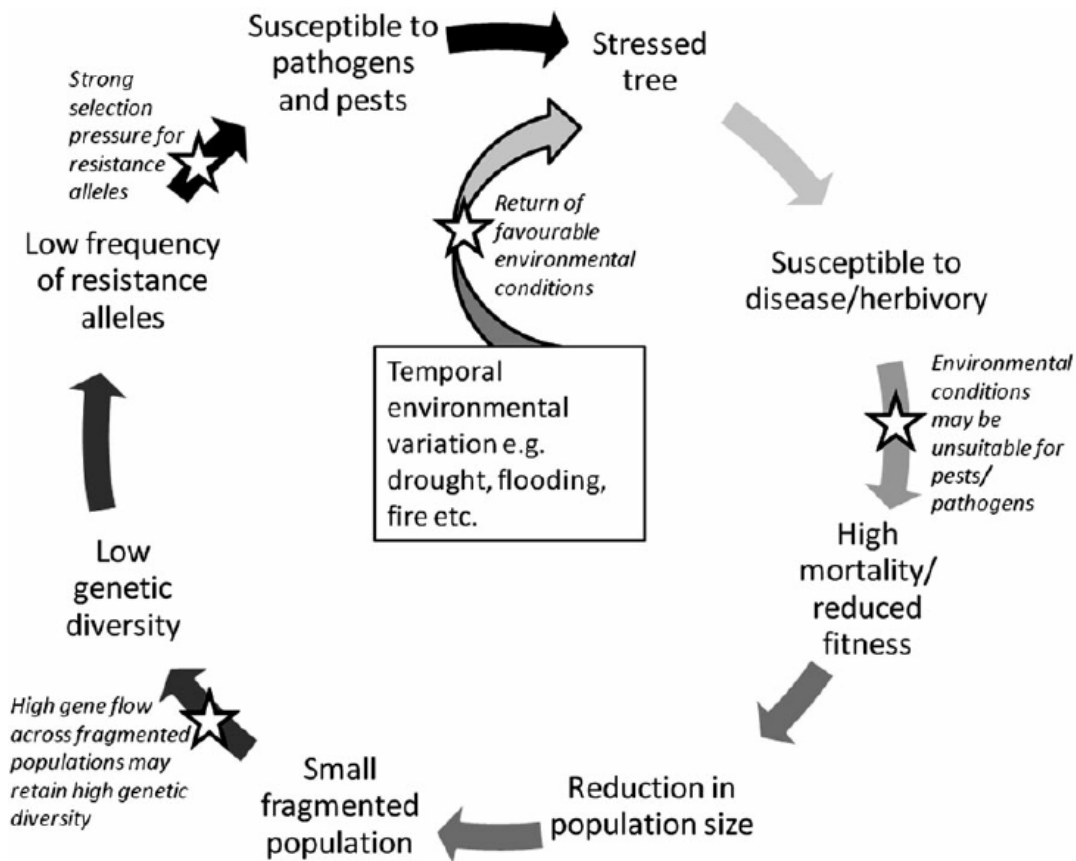 Susceptible to
pathogens
and pests
Stressed
tree
Strong
selection
pressure for
resistance
alleles
Return of
favourable
environmental
conditions
Low frequency
of resistance
alleles
Susceptible to
disease/herbivory
Temporal
environmental
variation e.g.
drought, flooding,
fire etc.
Environmental
conditions
may be
unsuitable for
pests/
pathogens
High
mortality/
reduced
fitness
Low
genetic
diversity
High gene flow
across fragmented
populations may
retain high genetic
diversity
Small
fragmented
population
Reduction in
population size